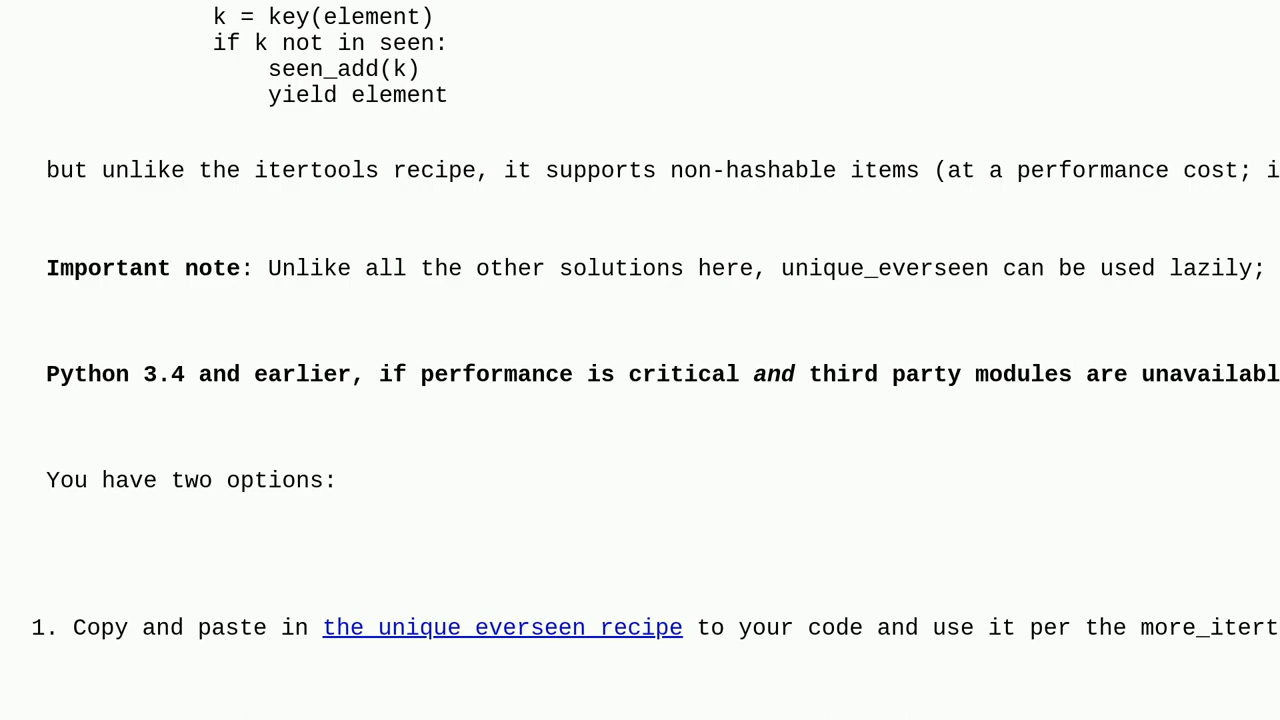 k = key(element)
if k not in seen:
seen_add(k)
yield element
but unlike the itertools recipe, it supports non-hashable items (at a performance cost;
Important note: Unlike all the other solutions here, unique_everseen can be used lazily;
Python 3.4 and earlier, if performance is critical and third party modules are
You have two options:
1. Copy and paste in the unique everseen recipe to your code and use it per the